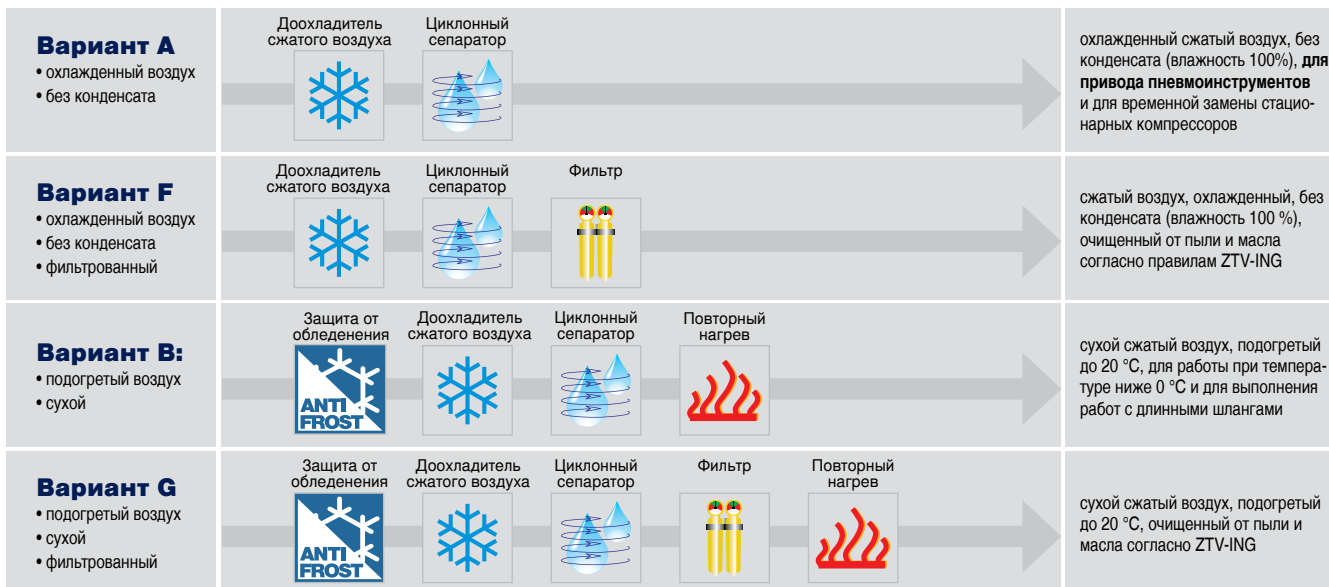 Вариант A
• охлажденный воздух
• без конденсата
Доохладитель
сжатого воздуха
Циклонный
сепаратор
охлажденный сжатый воздух, без
конденсата (влажность 100%), для
привода пневмоинструментов
и для временной замены стацио-
нарных компрессоров
Вариант F
• охлажденный воздух
• без конденсата
• фильтрованный
Доохладитель
сжатого воздуха
Циклонный
сепаратор
Фильтр
сжатый воздух, охлажденный, без
конденсата (влажность 100 %),
очищенный от пыли и масла
согласно правилам ZTV-ING
Вариант B:
• подогретый воздух
• сухой
Защита от
обледенения
ANTI
FROST
Доохладитель
сжатого воздуха
Циклонный
сепаратор
Повторный
нагрев
сухой сжатый воздух, подогретый
до 20 °C, для работы при темпера-
туре ниже 0 °C и для выполнения
работ с длинными шлангами
Вариант G
• подогретый воздух
• сухой
• фильтрованный
Защита от
обледенения
ANTI
FROST
Доохладитель
сжатого воздуха
Циклонный
сепаратор
Фильтр
Повторный
нагрев
сухой сжатый воздух, подогретый
до 20 °C, очищенный от пыли и
масла согласно ZTV-ING